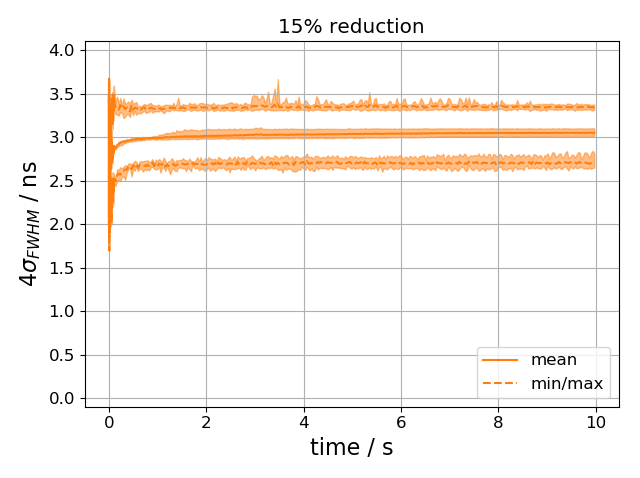 15% reduction
4σFWHM / ns
4.0
3.5
3.0
2.5
2.0
1.5
1.0
0.5
0.0
mean
min/max
0 2 4 6 8 10
time / s